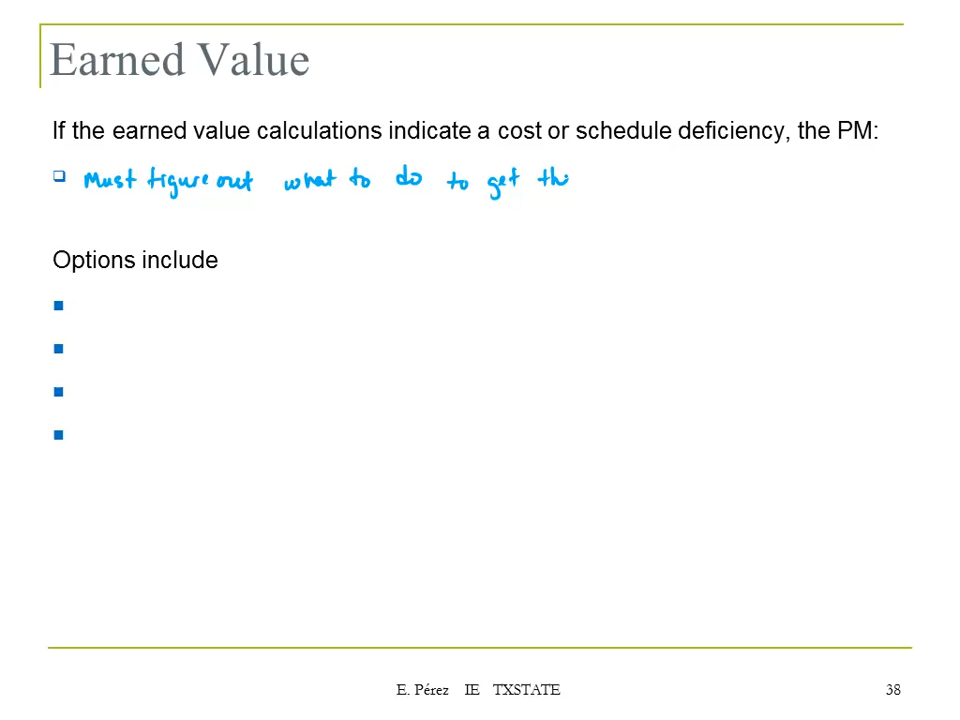 Earned Value
If the earned value calculations indicate a cost or schedule deficiency, the PM:
Must figure out what to do to get thi
Options include
E. Pérez IE TXSTATE 38